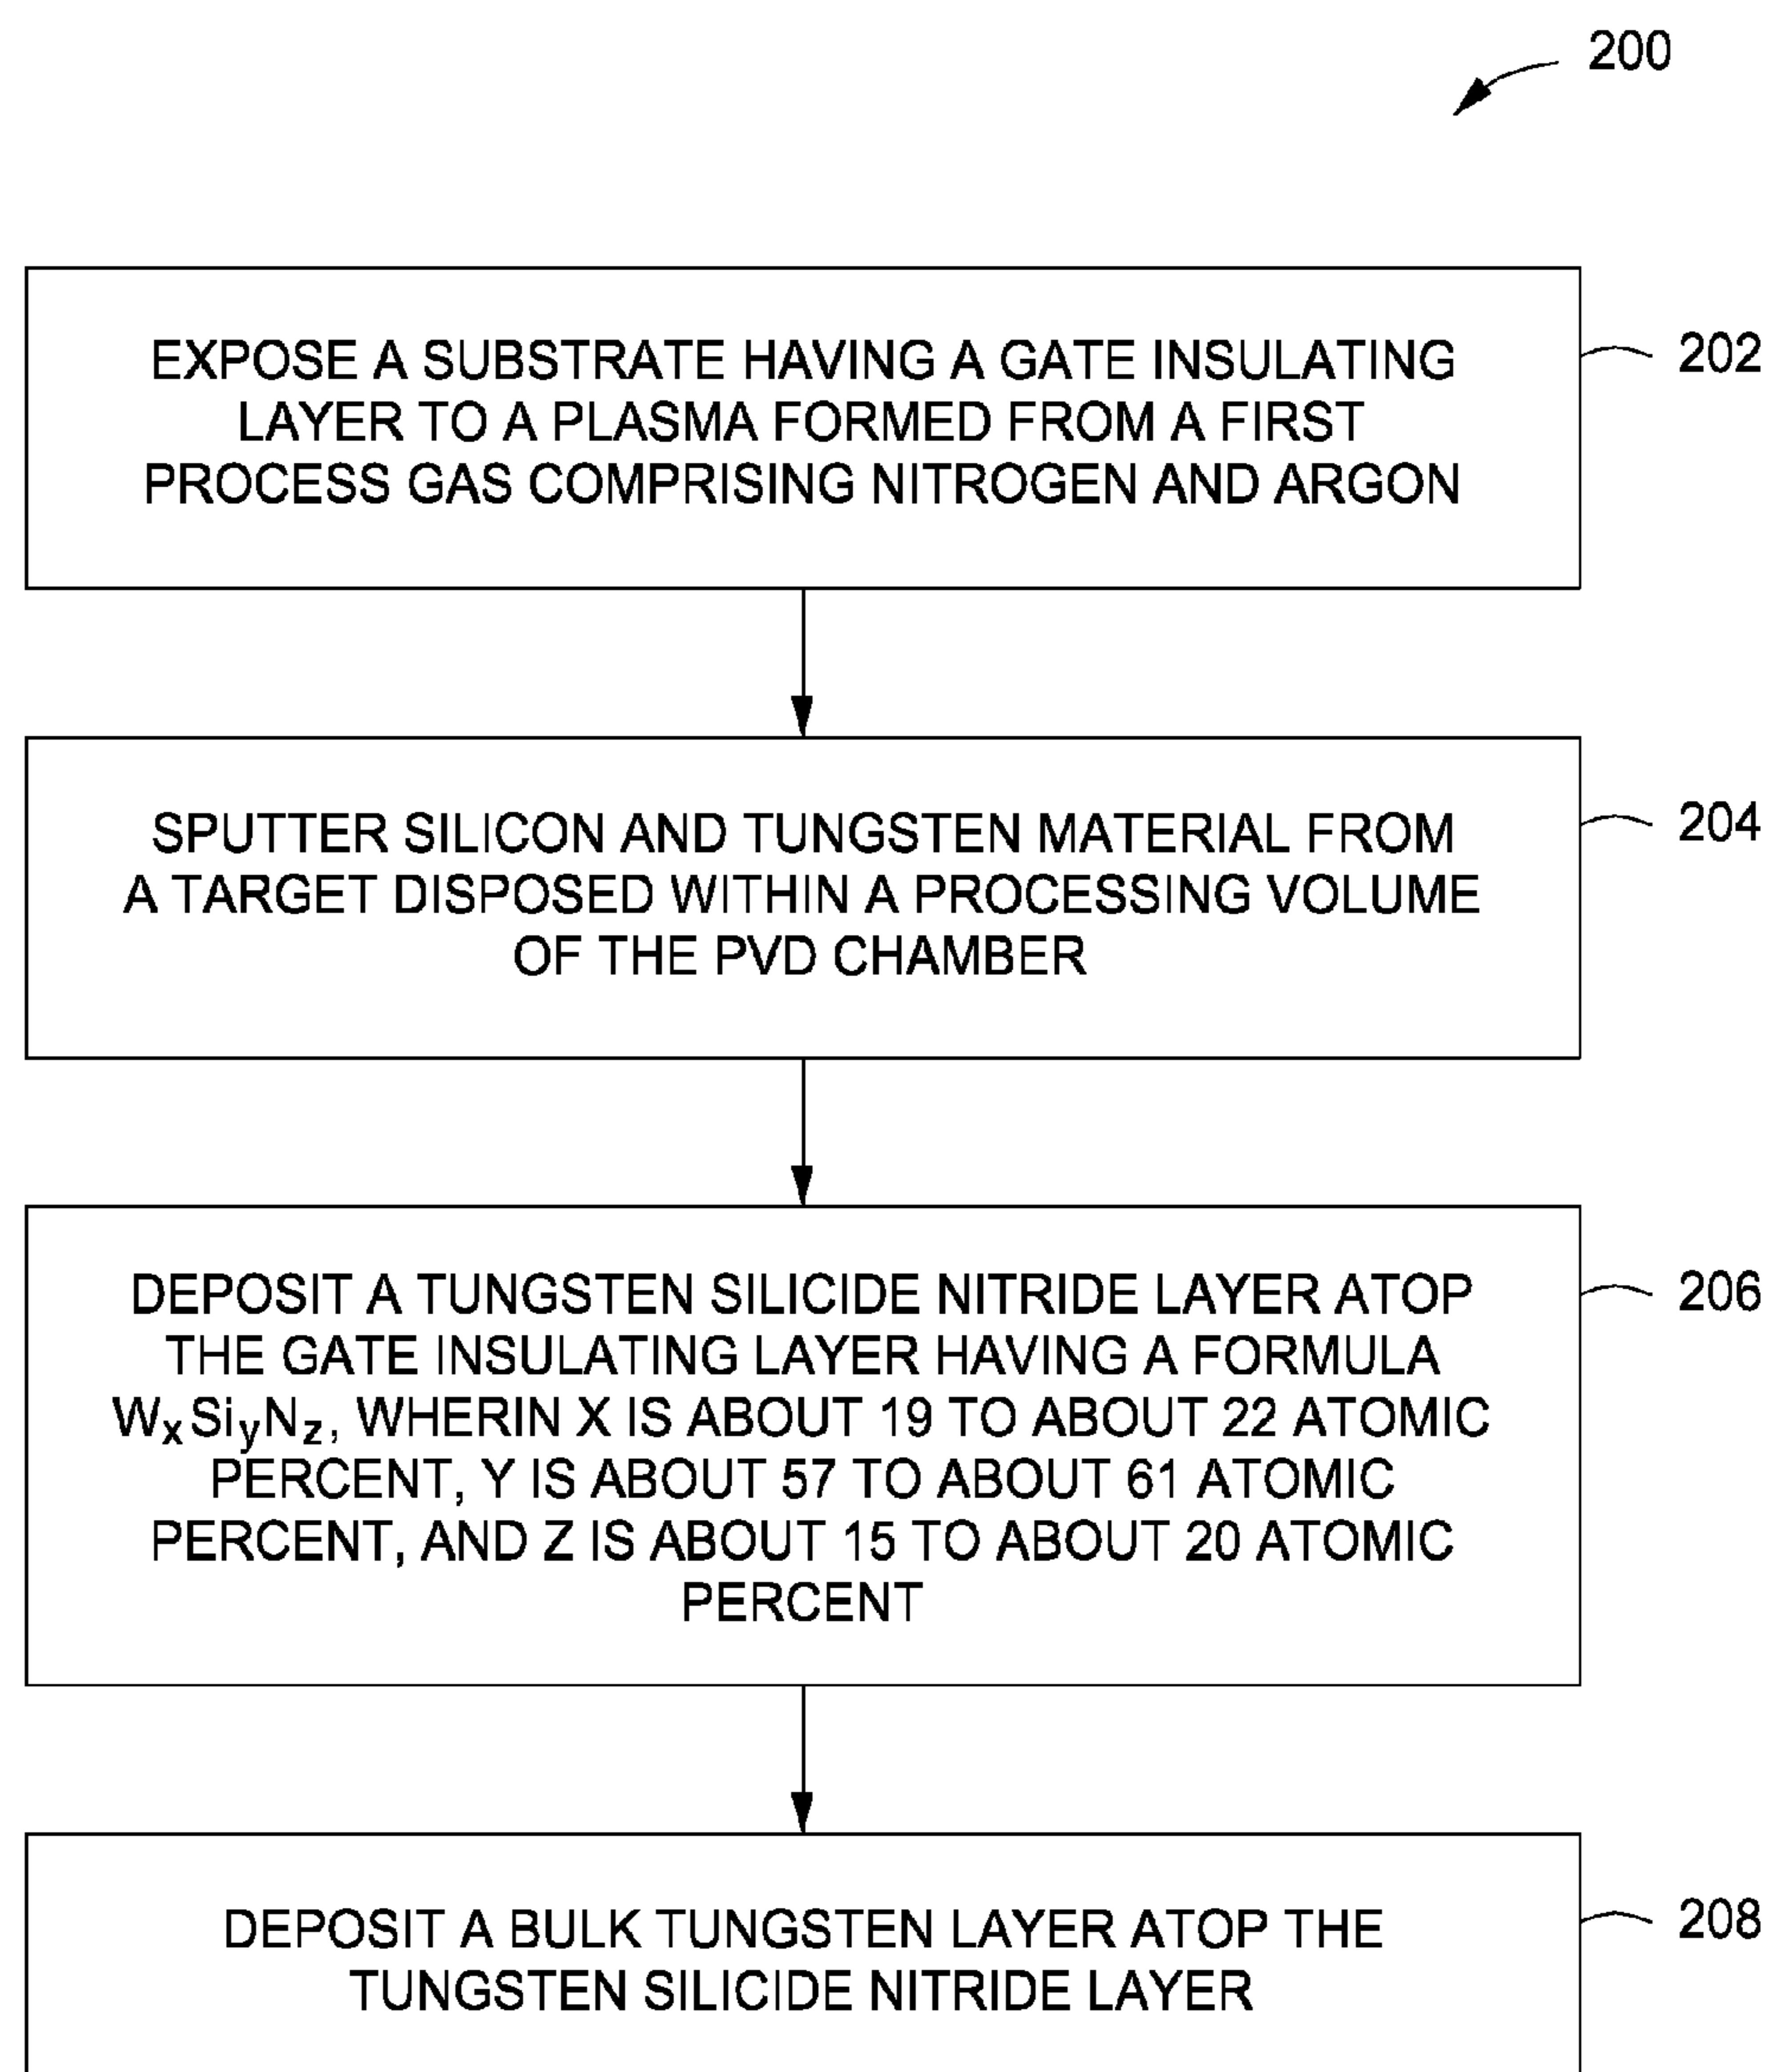 200
EXPOSE A SUBSTRATE HAVING A GATE INSULATING
LAYER TO A PLASMA FORMED FROM A FIRST
PROCESS GAS COMPRISING NITROGEN AND ARGON
202
SPUTTER SILICON AND TUNGSTEN MATERIAL FROM
A TARGET DISPOSED WITHIN A PROCESSING VOLUME
OF THE PVD CHAMBER
204
DEPOSIT A TUNGSTEN SILICIDE NITRIDE LAYER ATOP
THE GATE INSULATING LAYER HAVING A FORMULA
WₓSiᵧN_z, WHERIN X IS ABOUT 19 TO ABOUT 22 ATOMIC
PERCENT, Y IS ABOUT 57 TO ABOUT 61 ATOMIC
PERCENT, AND Z IS ABOUT 15 TO ABOUT 20 ATOMIC
PERCENT
206
DEPOSIT A BULK TUNGSTEN LAYER ATOP THE
TUNGSTEN SILICIDE NITRIDE LAYER
208